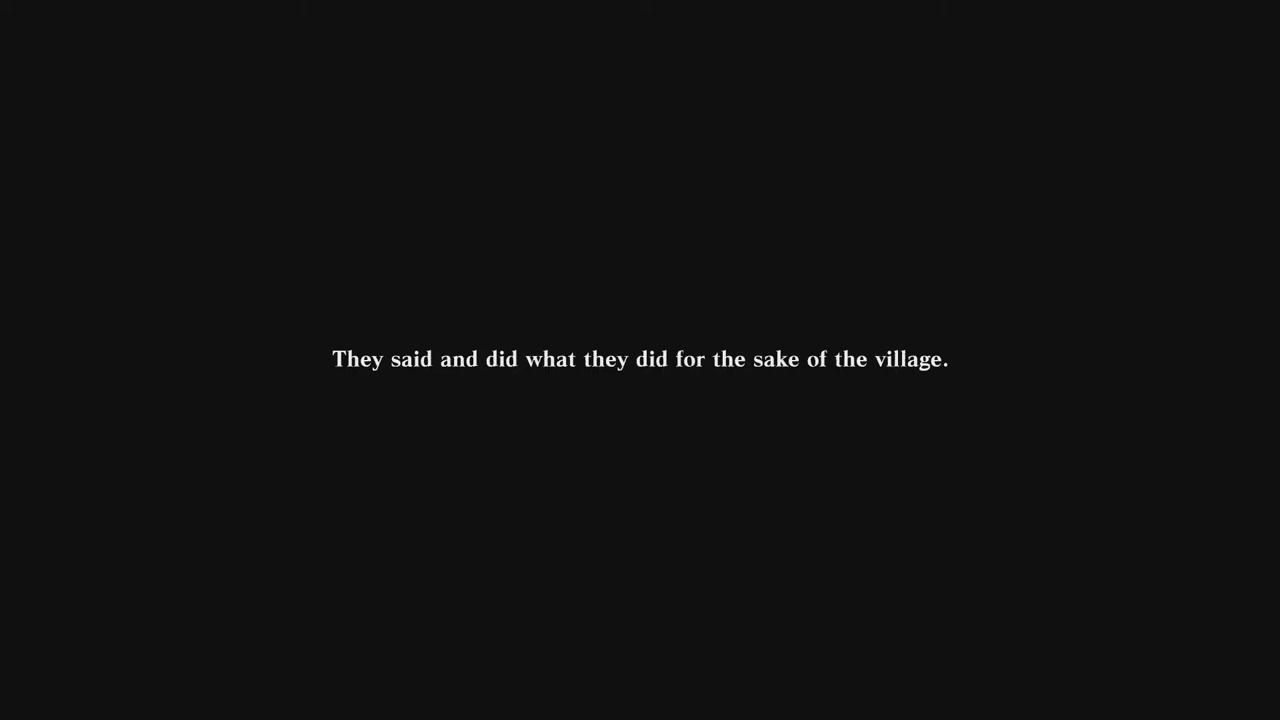 They said and did what they did for the sake of the village.